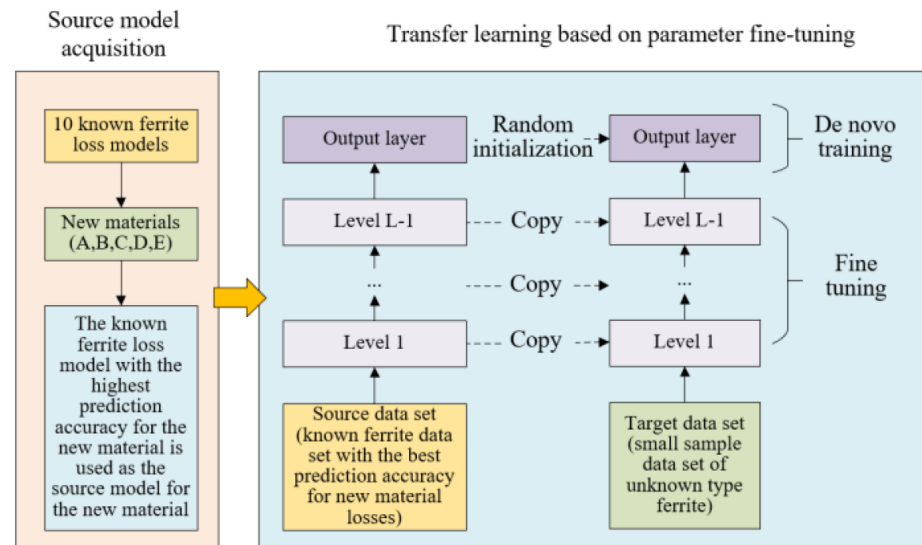 Source model
acquisition
10 known ferrite
loss models
New materials
(A,B,C,D,E)
The known
ferrite loss
model with the
highest
prediction
accuracy for the
new material is
used as the
source model for
the new material
Transfer learning based on parameter fine-tuning
Output layer
Random
initialization
Output layer
De novo
training
Level L-1
Copy
Level L-1
...
Copy
...
Fine
tuning
Level 1
Copy
Level 1
Source data set
(known ferrite data
set with the best
prediction accuracy
for new material
losses)
Target data set
(small sample
data set of
unknown type
ferrite)